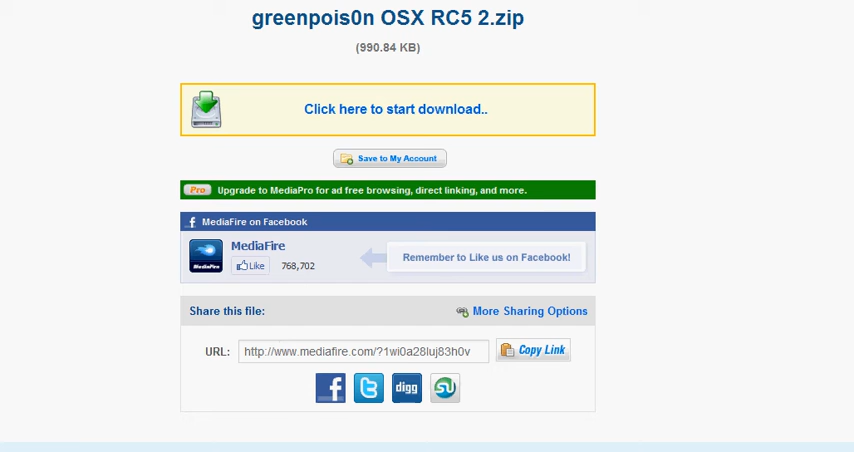 greenpois0n OSX RC5 2.zip
(990.84 KB)
Click here to start download..
Save to My Account
Pro Upgrade to MediaPro for ad free browsing, direct linking, and more.
f MediaFire on Facebook
MediaFire
MediaFire
Like 768,702
Remember to Like us on Facebook!
Share this file:
More Sharing Options
URL: http://www.mediafire.com/?1wi0a28luj83h0v
Copy Link
f t digg su